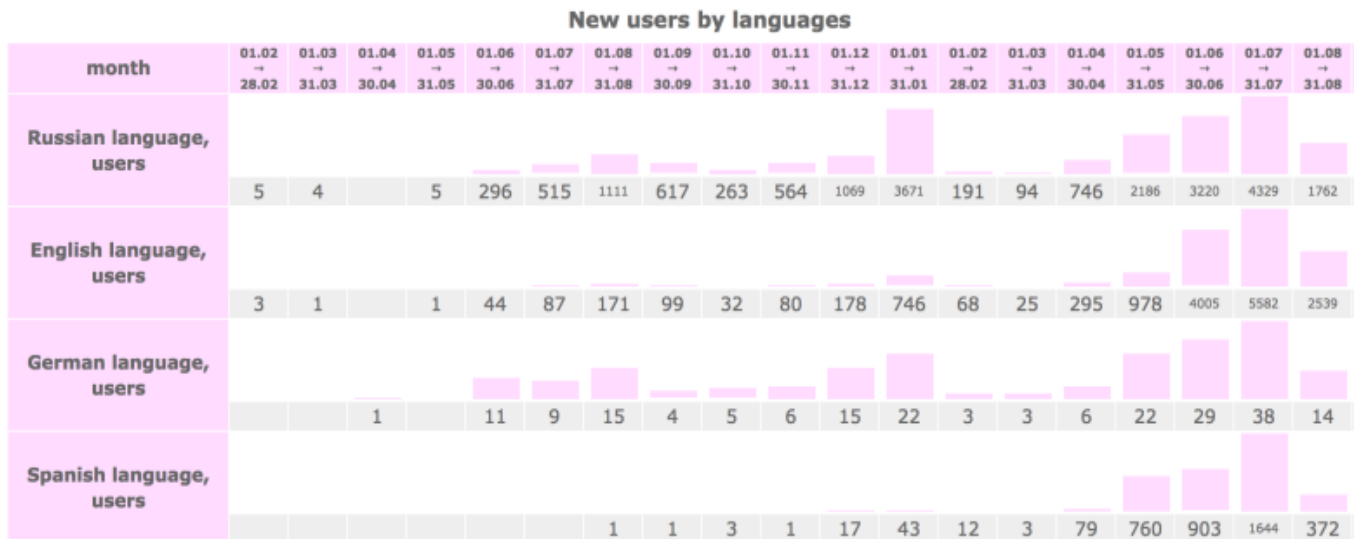 New users by languages
month 01.02 → 28.02 01.03 → 31.03 01.04 → 30.04 01.05 → 31.05 01.06 → 30.06 01.07 → 31.07 01.08 → 31.08 01.09 → 30.09 01.10 → 31.10 01.11 → 30.11 01.12 → 31.12 01.01 → 31.01 01.02 → 28.02 01.03 → 31.03 01.04 → 30.04 01.05 → 31.05 01.06 → 30.06 01.07 → 31.07 01.08 → 31.08
Russian language,
users
5 4 5 296 515 1111 617 263 564 1069 3671 191 94 746 2186 3220 4329 1762
English language,
users
3 1 1 44 87 171 99 32 80 178 746 68 25 295 978 4005 5582 2539
German language,
users
1 11 9 15 4 5 6 15 22 3 3 6 22 29 38 14
Spanish language,
users
1 1 3 1 17 43 12 3 79 760 903 1644 372